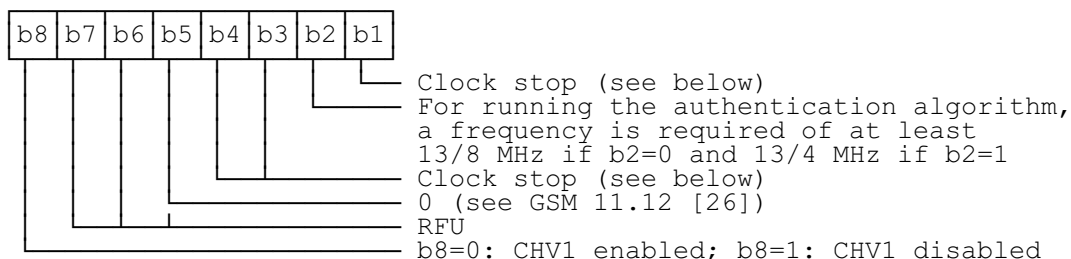 b8 b7 b6 b5 b4 b3 b2 b1
Clock stop (see below)
For running the authentication algorithm,
a frequency is required of at least
13/8 MHz if b2=0 and 13/4 MHz if b2=1
Clock stop (see below)
0 (see GSM 11.12 [26])
RFU
b8=0: CHV1 enabled; b8=1: CHV1 disabled